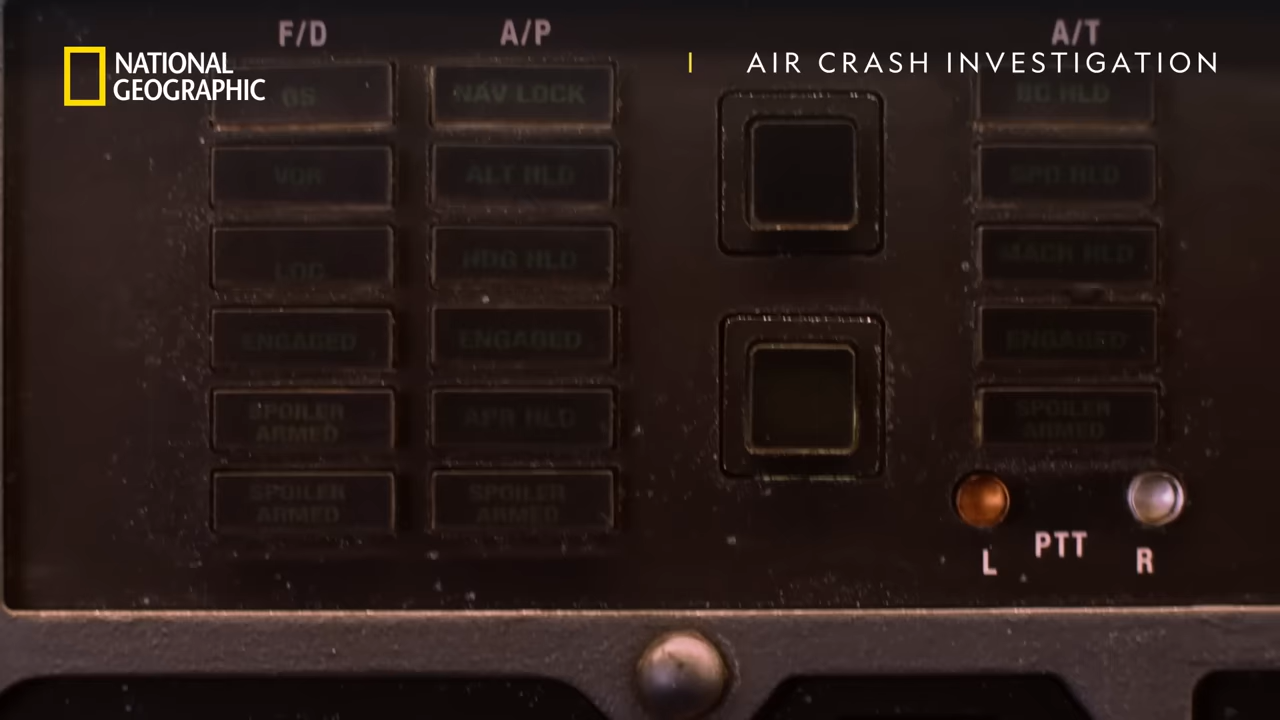 F/D
A/P
A/T
NATIONAL
GEOGRAPHIC
AIR CRASH INVESTIGATION
GS
NAV LOCK
HLD
VOR
ALT HLD
SPD HLD
LOC
HDG HLD
MACH HLD
ENGAGED
ENGAGED
ENGAGED
SPOILER
ARMED
APR HLD
SPOILER
ARMED
SPOILER
ARMED
SPOILER
ARMED
L
PTT
R